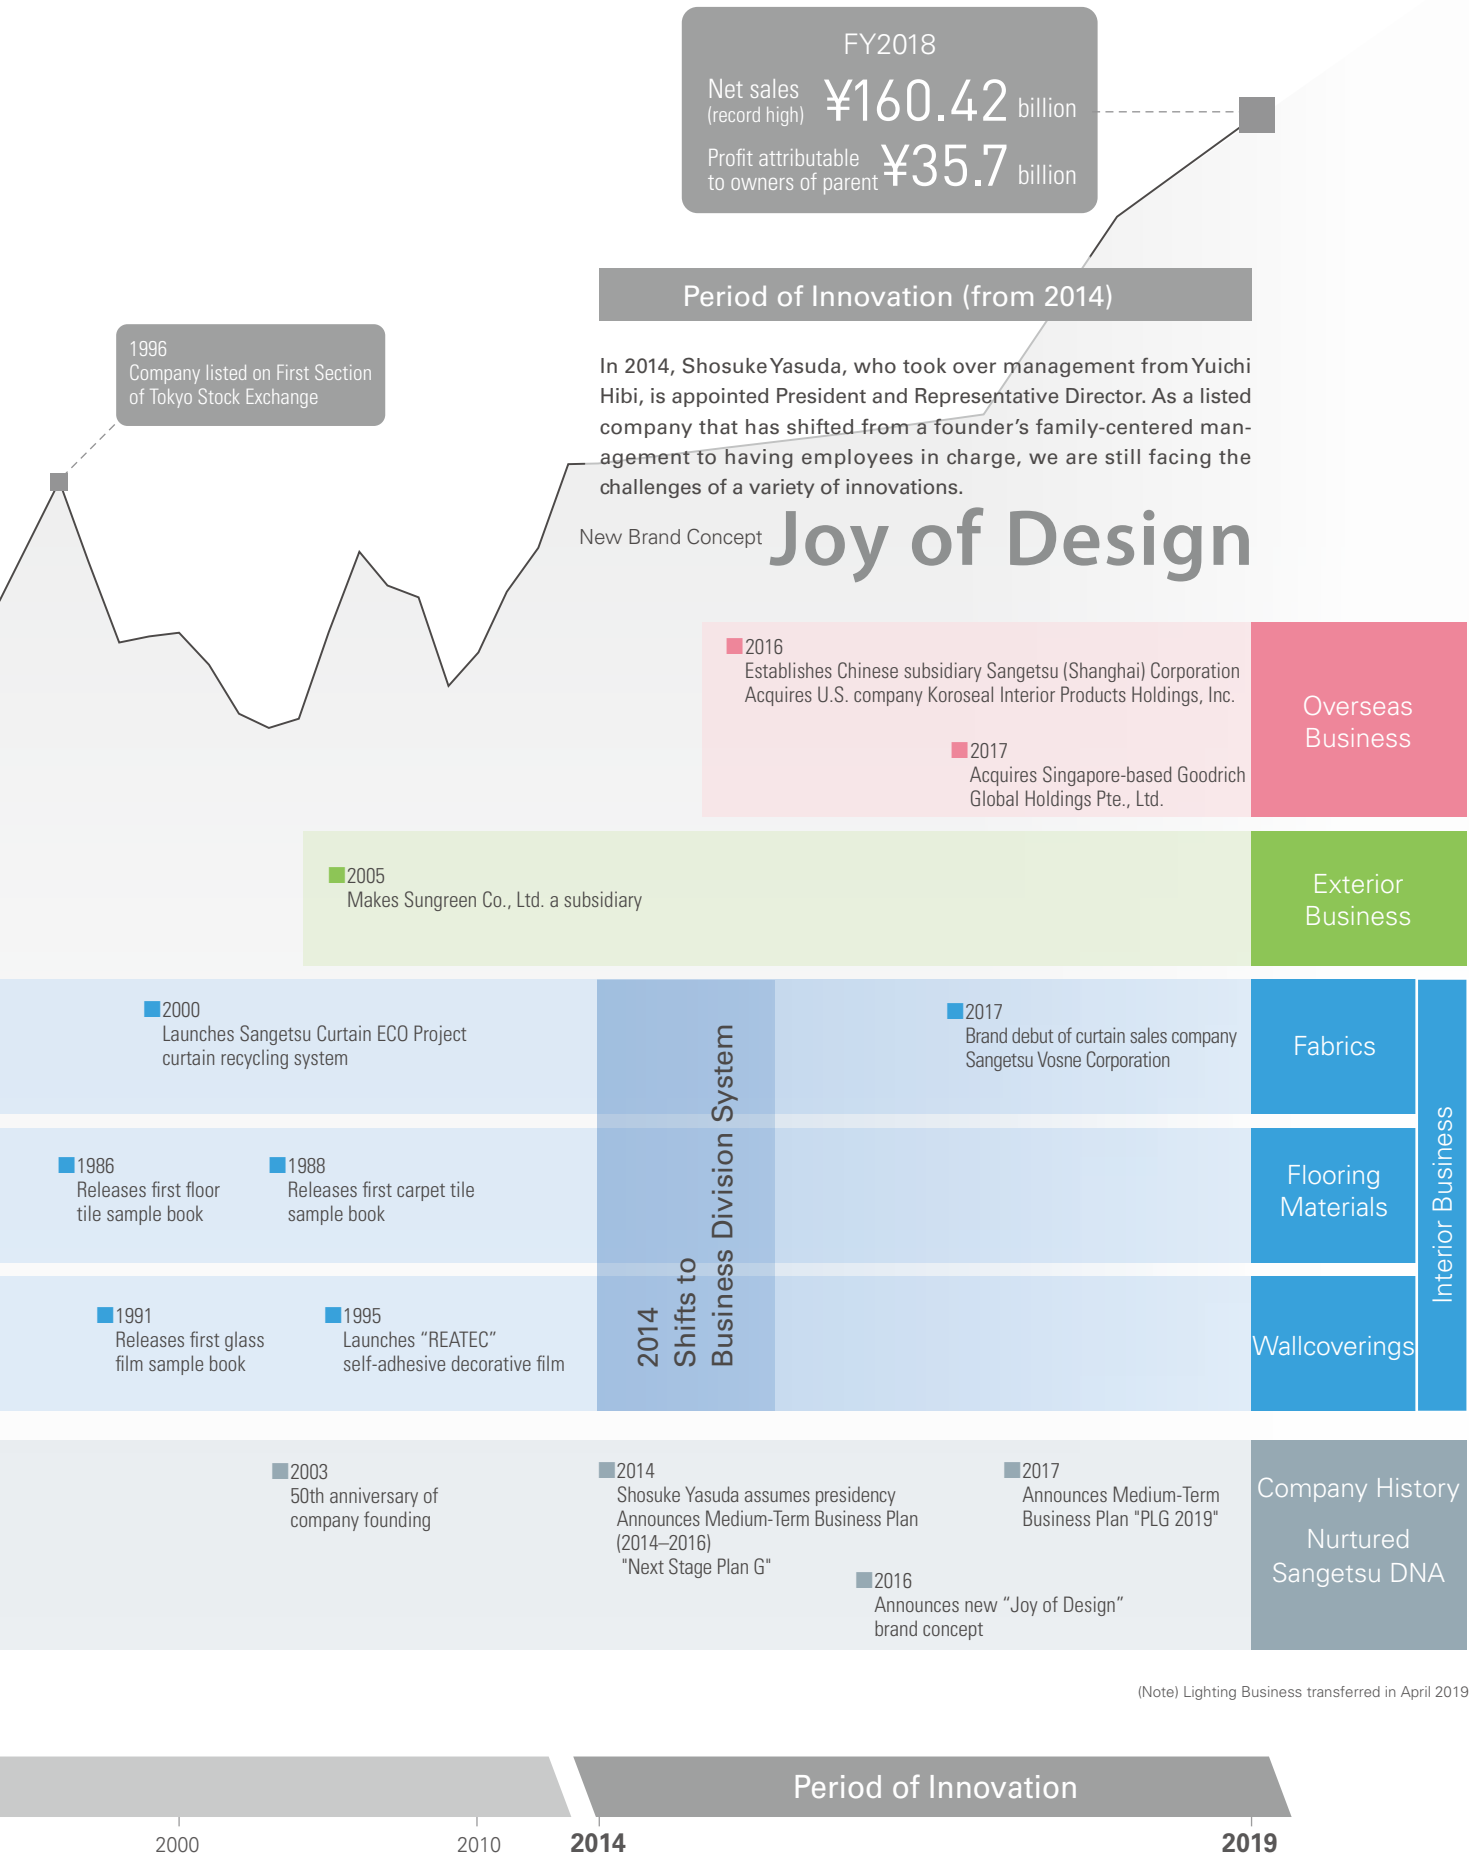 FY2018
Net sales
(record high)
¥160.42 billion
Profit attributable
to owners of parent
¥35.7 billion
Period of Innovation (from 2014)
1996
Company listed on First Section
of Tokyo Stock Exchange
In 2014, Shosuke Yasuda, who took over management from Yuichi
Hibi, is appointed President and Representative Director. As a listed
company that has shifted from a founder’s family-centered man-
agement to having employees in charge, we are still facing the
challenges of a variety of innovations.
New Brand Concept Joy of Design
2016
Establishes Chinese subsidiary Sangetsu (Shanghai) Corporation
Acquires U.S. company Koroseal Interior Products Holdings, Inc.
2017
Acquires Singapore-based Goodrich
Global Holdings Pte., Ltd.
Overseas
Business
2005
Makes Sungreen Co., Ltd. a subsidiary
Exterior
Business
2000
Launches Sangetsu Curtain ECO Project
curtain recycling system
2017
Brand debut of curtain sales company
Sangetsu Vosne Corporation
Fabrics
1986
Releases first floor
tile sample book
1988
Releases first carpet tile
sample book
Flooring
Materials
1991
Releases first glass
film sample book
1995
Launches “REATEC”
self-adhesive decorative film
Wallcoverings
2014
Shifts to
Business Division System
Interior Business
2003
50th anniversary of
company founding
2014
Shosuke Yasuda assumes presidency
Announces Medium-Term Business Plan
(2014–2016)
"Next Stage Plan G"
2016
Announces new “Joy of Design”
brand concept
2017
Announces Medium-Term
Business Plan "PLG 2019"
Company History
Nurtured
Sangetsu DNA
(Note) Lighting Business transferred in April 2019
Period of Innovation
2000
2010
2014
2019